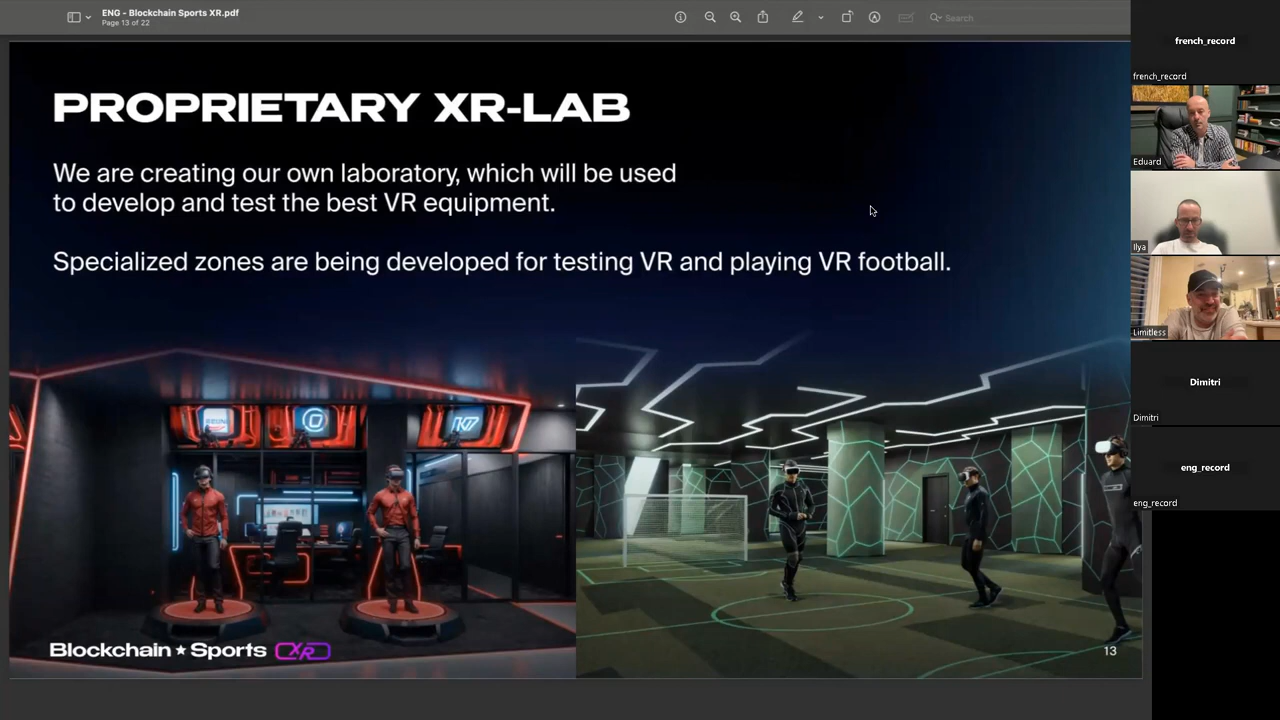 ENG - Blockchain Sports XR.pdf
Page 13 of 22
Search
PROPRIETARY XR-LAB
We are creating our own laboratory, which will be used
to develop and test the best VR equipment.
Specialized zones are being developed for testing VR and playing VR football.
Blockchain ★ Sports XR
13
french_record
french_record
Eduard
Ilya
Limitless
Dimitri
Dimitri
eng_record
eng_record